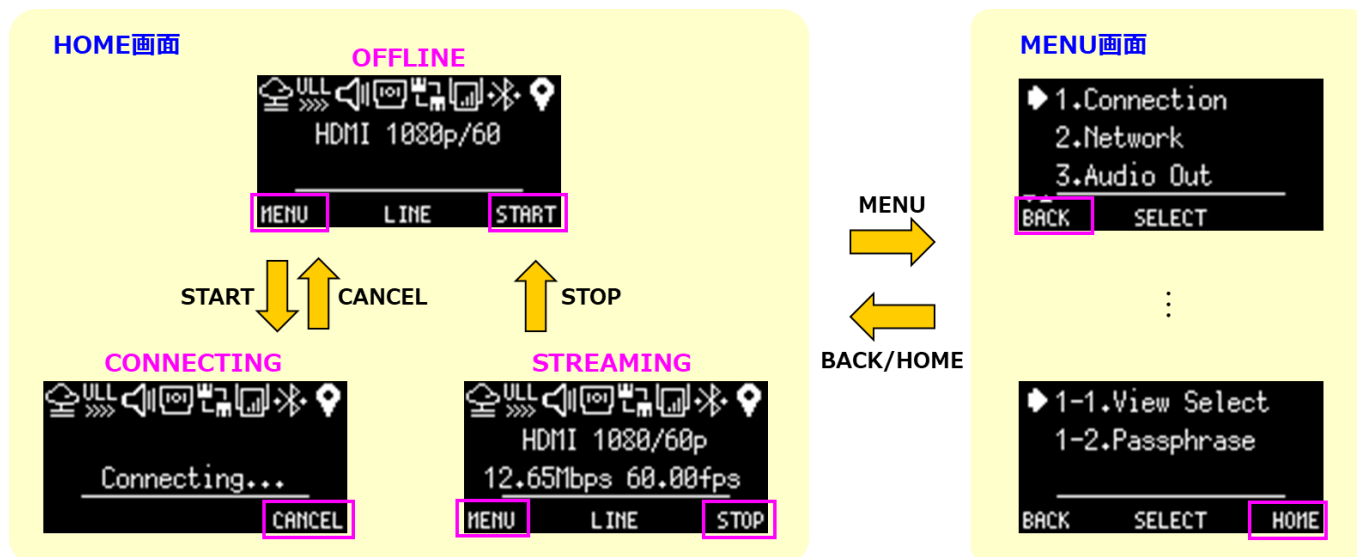 HOME画面
OFFLINE
ULL
HDMI 1080p/60
MENU LINE START
START
CANCEL
STOP
CONNECTING
ULL
Connecting...
CANCEL
STREAMING
ULL
HDMI 1080/60p
12.65Mbps 60.00fps
MENU LINE STOP
MENU
BACK/HOME
MENU画面
1.Connection
2.Network
3.Audio Out
BACK SELECT
⋮
1-1.View Select
1-2.Passphrase
BACK SELECT HOME